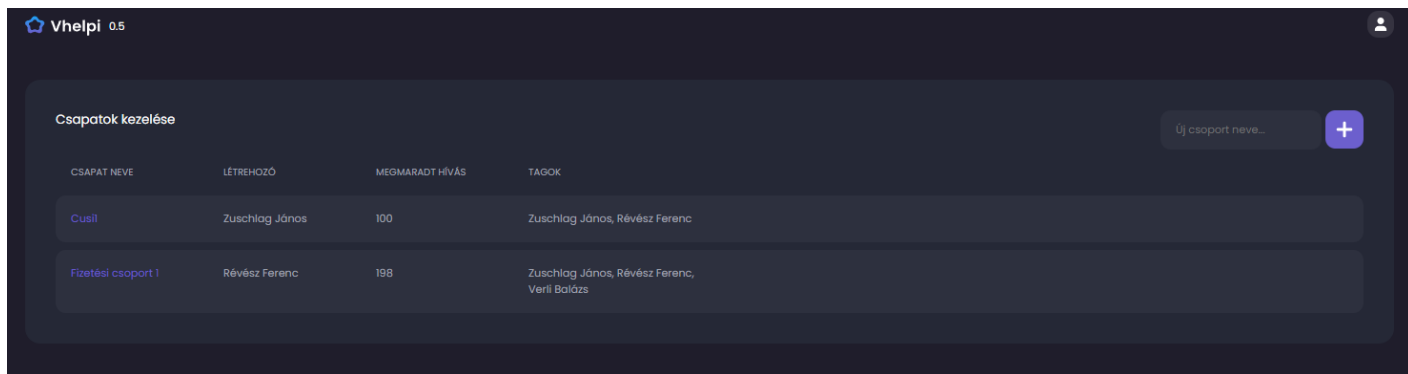 Vhelpi 0.5
Csapatok kezelése
Új csoport neve...
CSAPAT NEVE LÉTREHOZÓ MEGMARADT HÍVÁS TAGOK
Cusi1 Zuschlag János 100 Zuschlag János, Révész Ferenc
Fizetési csoport 1 Révész Ferenc 198 Zuschlag János, Révész Ferenc,
Verli Balázs